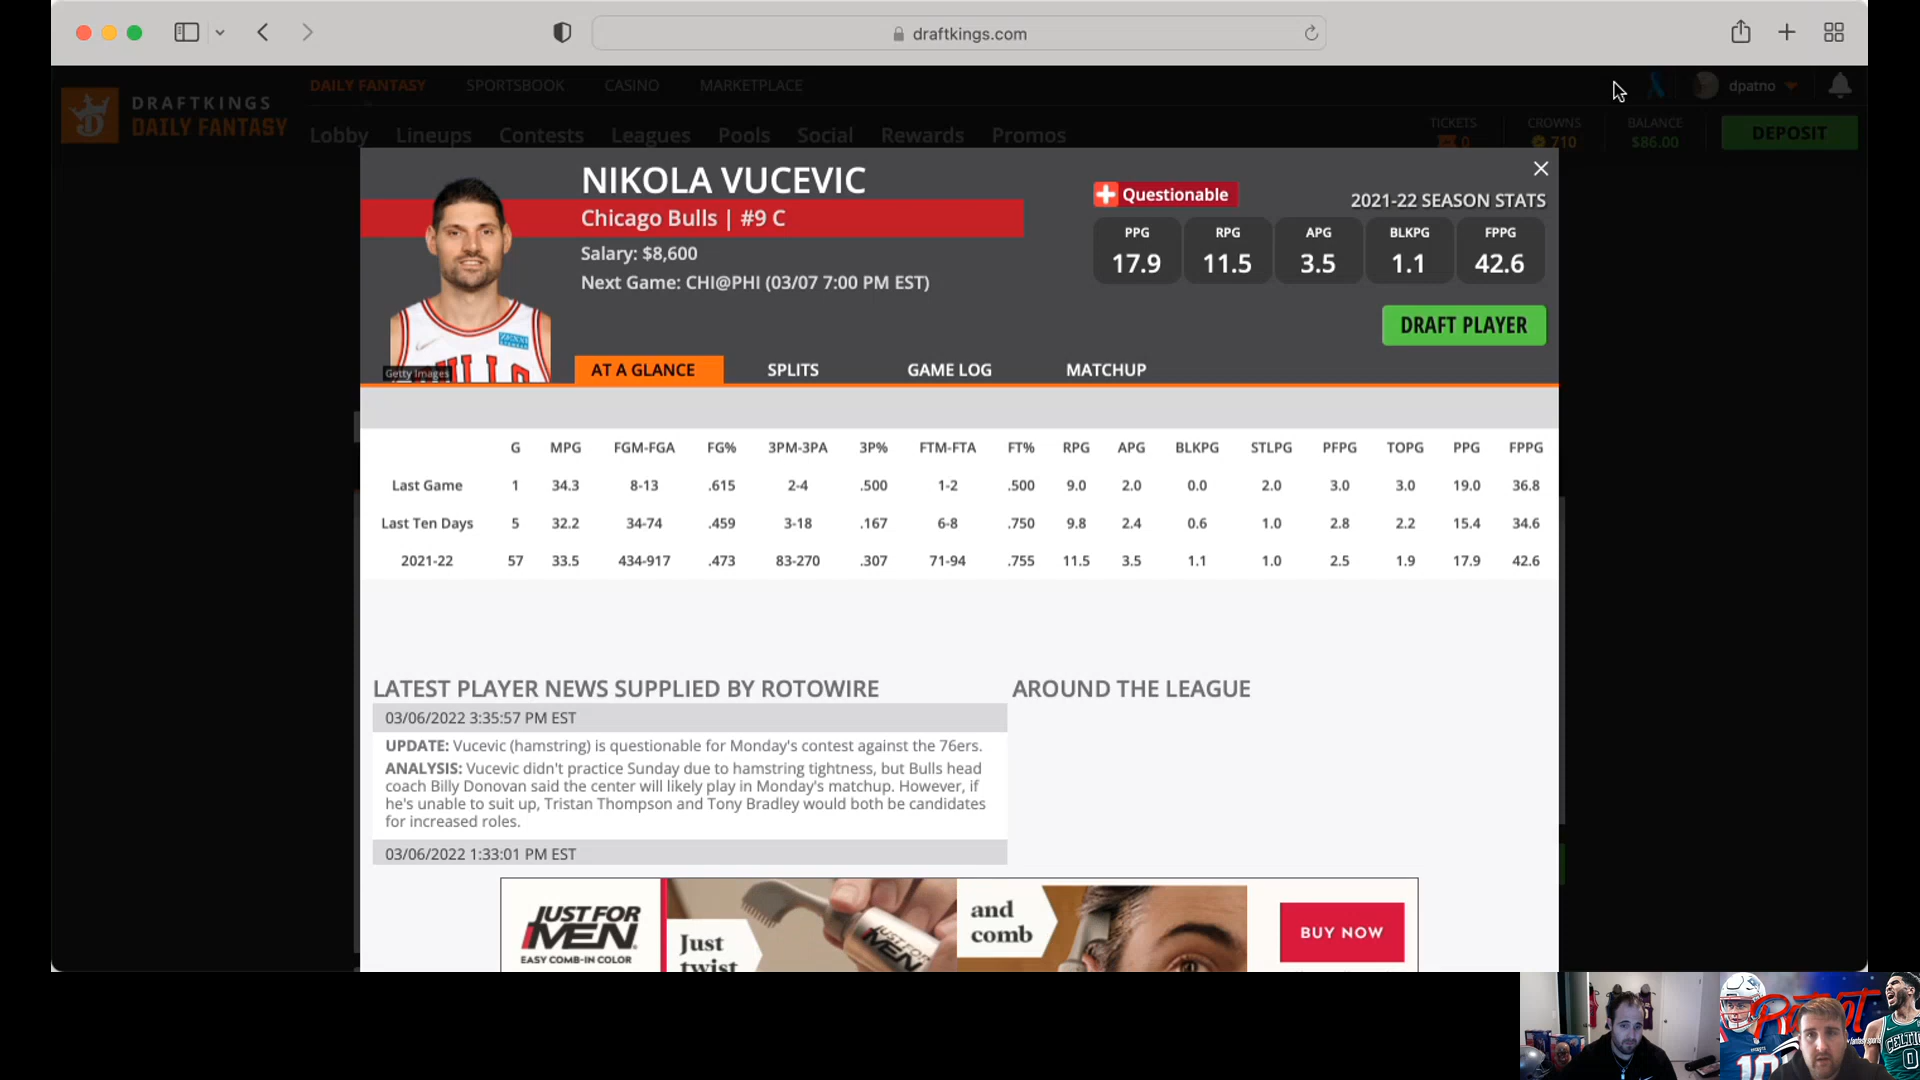 draftkings.com
DRAFTKINGS
DAILY FANTASY
DAILY FANTASY SPORTSBOOK CASINO MARKETPLACE
dpatno
Lobby Lineups Contests Leagues Pools Social Rewards Promos
TICKETS CROWNS BALANCE
0 710 $86.00
DEPOSIT
NIKOLA VUCEVIC
Chicago Bulls | #9 C
Salary: $8,600
Next Game: CHI@PHI (03/07 7:00 PM EST)
Questionable
2021-22 SEASON STATS
PPG RPG APG BLKPG FPPG
17.9 11.5 3.5 1.1 42.6
DRAFT PLAYER
Getty Images
AT A GLANCE SPLITS GAME LOG MATCHUP
G MPG FGM-FGA FG% 3PM-3PA 3P% FTM-FTA FT% RPG APG BLKPG STLPG PFPG TOPG PPG FPPG
Last Game 1 34.3 8-13 .615 2-4 .500 1-2 .500 9.0 2.0 0.0 2.0 3.0 3.0 19.0 36.8
Last Ten Days 5 32.2 34-74 .459 3-18 .167 6-8 .750 9.8 2.4 0.6 1.0 2.8 2.2 15.4 34.6
2021-22 57 33.5 434-917 .473 83-270 .307 71-94 .755 11.5 3.5 1.1 1.0 2.5 1.9 17.9 42.6
LATEST PLAYER NEWS SUPPLIED BY ROTOWIRE
AROUND THE LEAGUE
03/06/2022 3:35:57 PM EST
UPDATE: Vucevic (hamstring) is questionable for Monday's contest against the 76ers.
ANALYSIS: Vucevic didn't practice Sunday due to hamstring tightness, but Bulls head
coach Billy Donovan said the center will likely play in Monday's matchup. However, if
he's unable to suit up, Tristan Thompson and Tony Bradley would both be candidates
for increased roles.
03/06/2022 1:33:01 PM EST
JUST FOR
MEN
EASY COMB-IN COLOR
Just
twist
JUST FOR
MEN
and
comb
BUY NOW